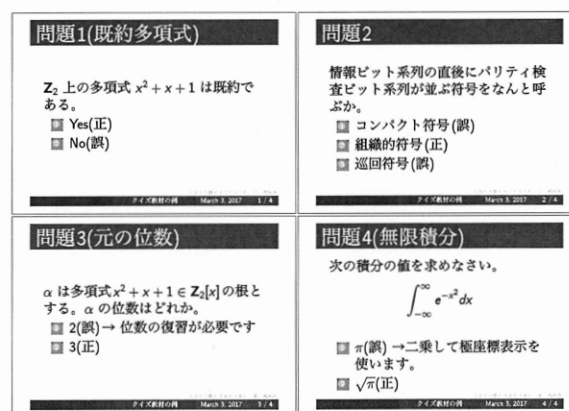 問題1(既約多項式)
Z₂ 上の多項式 x² + x + 1 は既約で
ある。
Yes(正)
No(誤)
クイズ教材の例 March 3, 2017 1 / 4
問題2
情報ビット系列の直後にパリティ検
査ビット系列が並ぶ符号をなんと呼
ぶか。
コンパクト符号(誤)
組織的符号(正)
巡回符号(誤)
クイズ教材の例 March 3, 2017 2 / 4
問題3(元の位数)
α は多項式 x² + x + 1 ∈ Z₂[x] の根と
する。α の位数はどれか。
2(誤)→ 位数の復習が必要です
3(正)
クイズ教材の例 March 3, 2017 3 / 4
問題4(無限積分)
次の積分の値を求めなさい。
∫_{-∞}^{∞} e^{-x²} dx
π(誤) →二乗して極座標表示を
使います。
√π(正)
クイズ教材の例 March 3, 2017 4 / 4